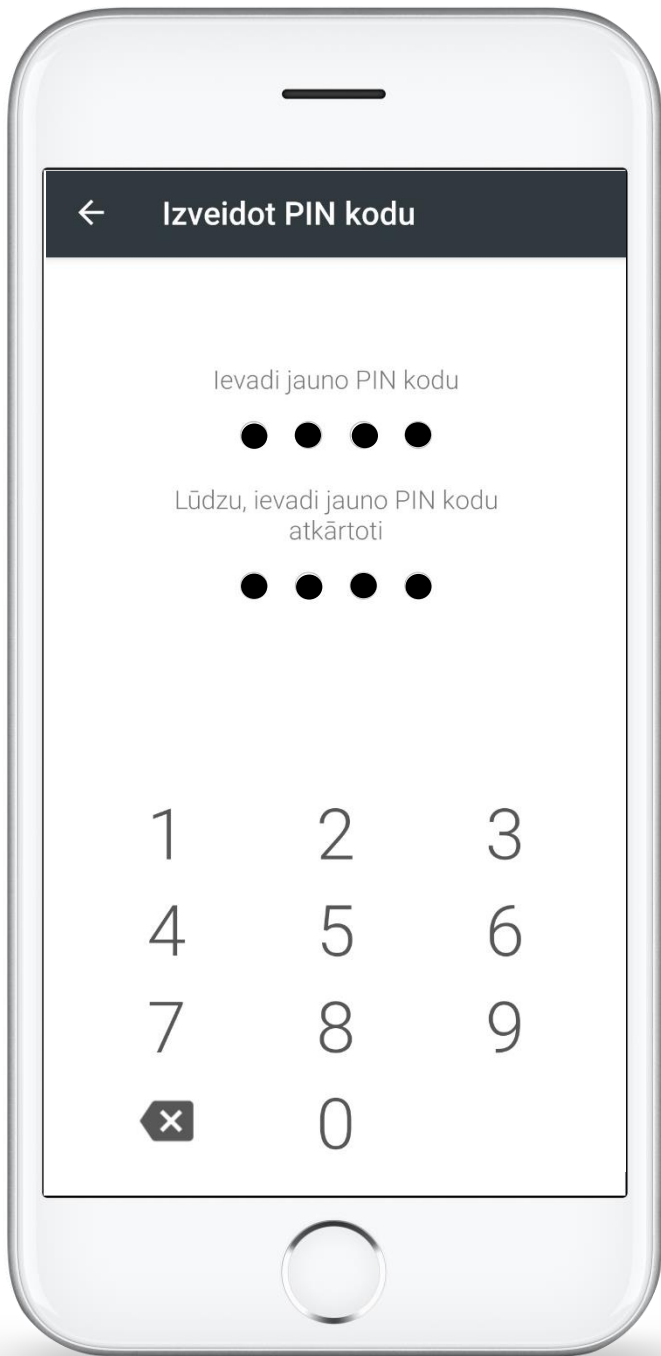 Izveidot PIN kodu
Ievadi jauno PIN kodu
Lūdzu, ievadi jauno PIN kodu
atkārtoti
1 2 3
4 5 6
7 8 9
0